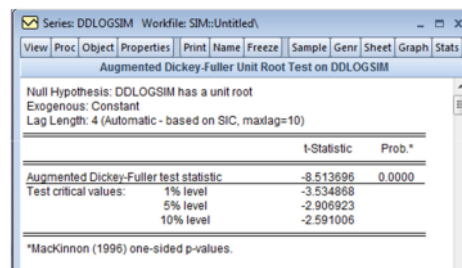 Series: DDLOGSIM Workfile: SIM::Untitled\
View Proc Object Properties Print Name Freeze Sample Genr Sheet Graph Stats
Augmented Dickey-Fuller Unit Root Test on DDLOGSIM
Null Hypothesis: DDLOGSIM has a unit root
Exogenous: Constant
Lag Length: 4 (Automatic - based on SIC, maxlag=10)
t-Statistic Prob.*
Augmented Dickey-Fuller test statistic -8.513696 0.0000
Test critical values: 1% level -3.534868
5% level -2.906923
10% level -2.591006
*MacKinnon (1996) one-sided p-values.